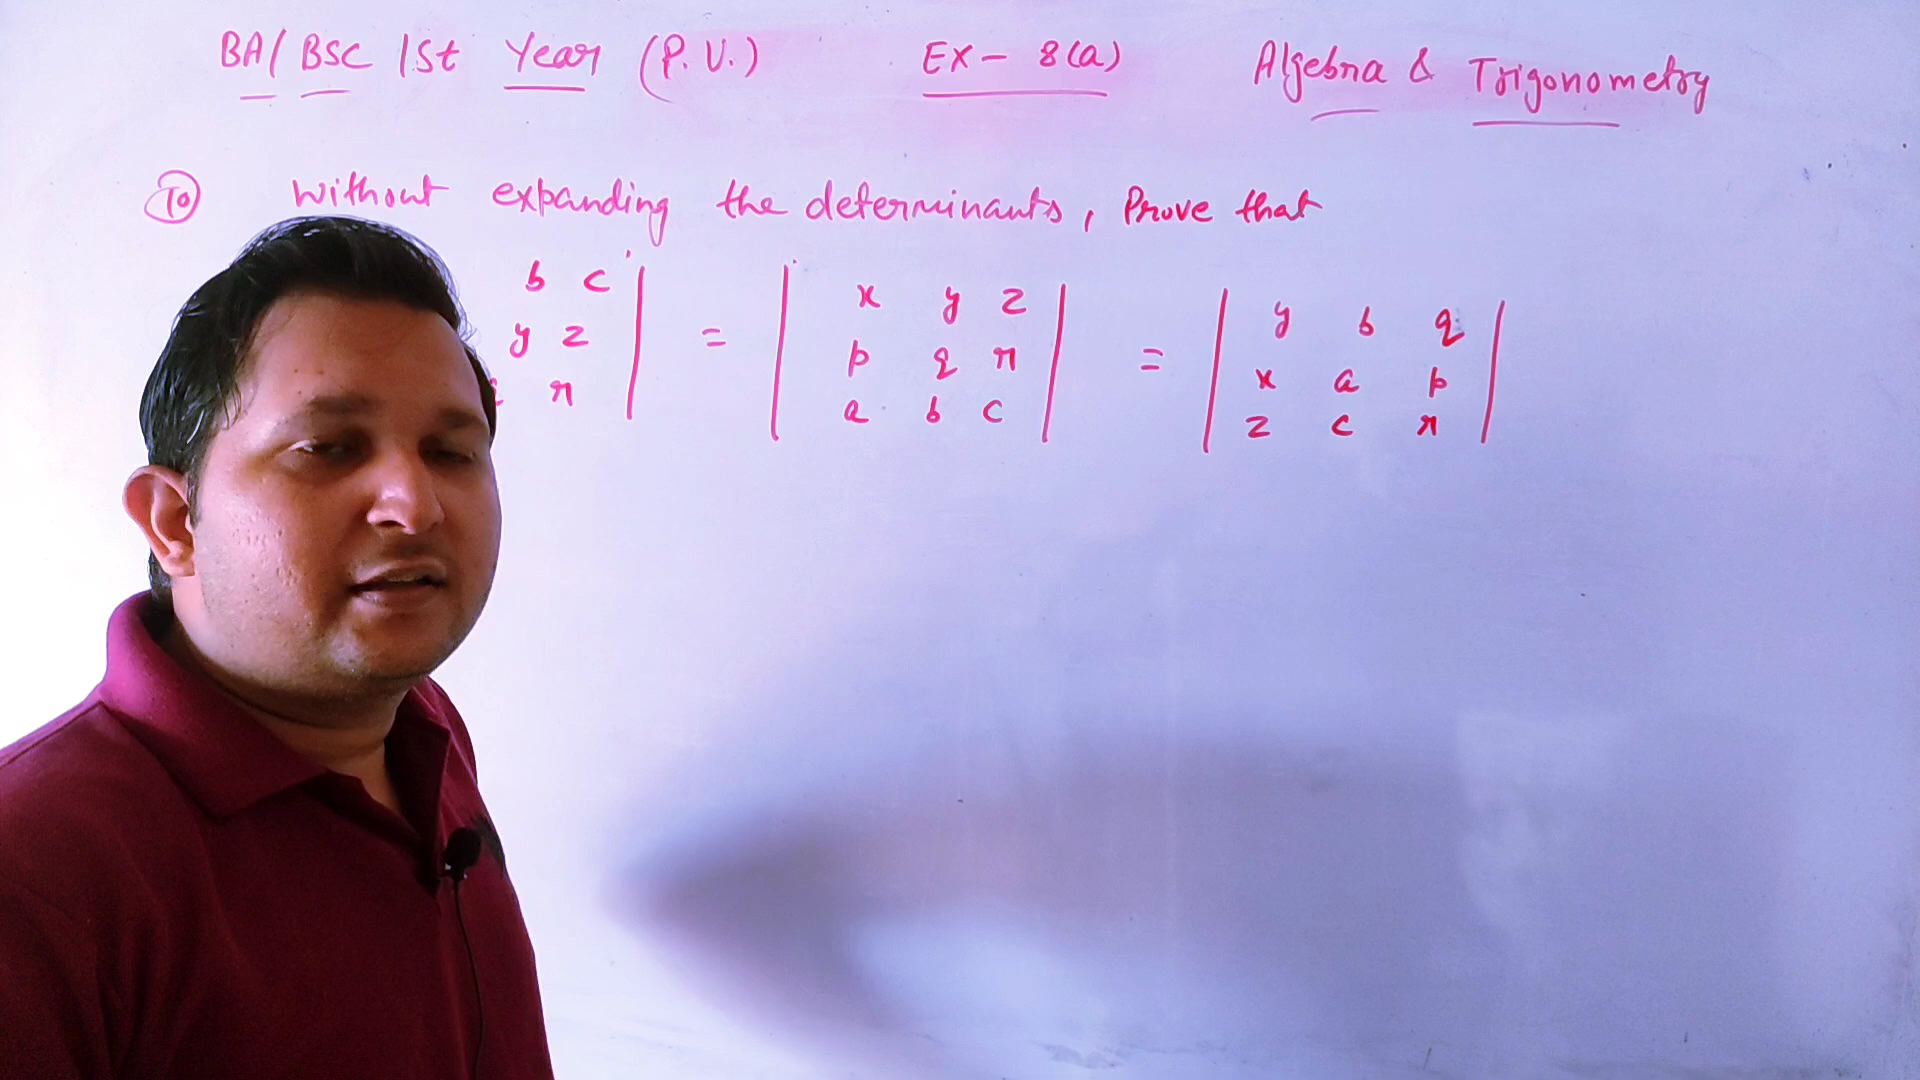 BA/ BSC 1St Year (P.U.) EX- 8(a) Algebra & Trigonometry
10 Without expanding the determinants, Prove that
b c | = | x y z | = | y b q |
y z | p q r | x a p |
r | a b c | z c r |